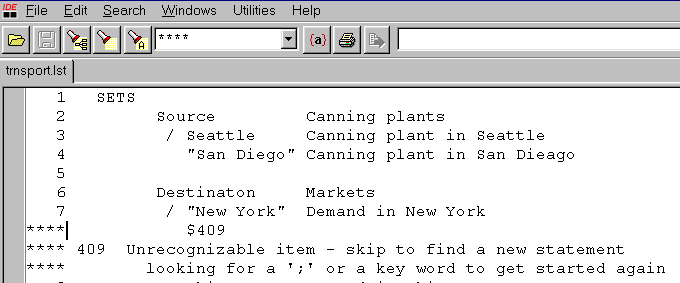 IDE File Edit Search Windows Utilities Help
A **** {a}
trnsport.lst
1 SETS
2 Source Canning plants
3 / Seattle Canning plant in Seattle
4 "San Diego" Canning plant in San Dieago
5
6 Destinaton Markets
7 / "New York" Demand in New York
**** $409
**** 409 Unrecognizable item - skip to find a new statement
**** looking for a ';' or a key word to get started again